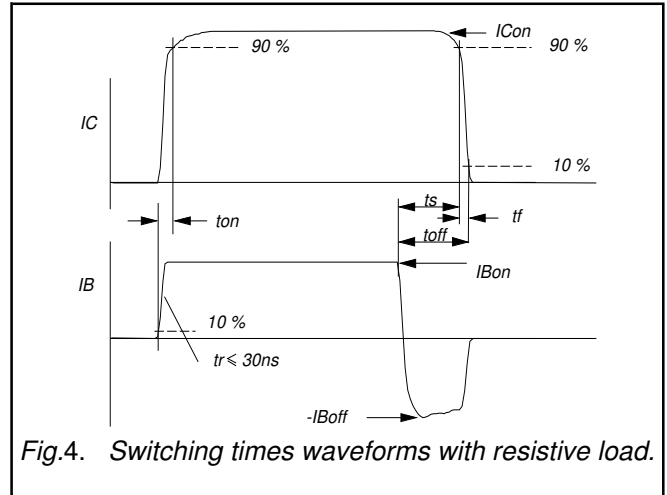 ICon
90 %
90 %
IC
10 %
ts
ton
tf
toff
IB
IBon
10 %
tr ≤ 30ns
-IBoff
Fig.4. Switching times waveforms with resistive load.